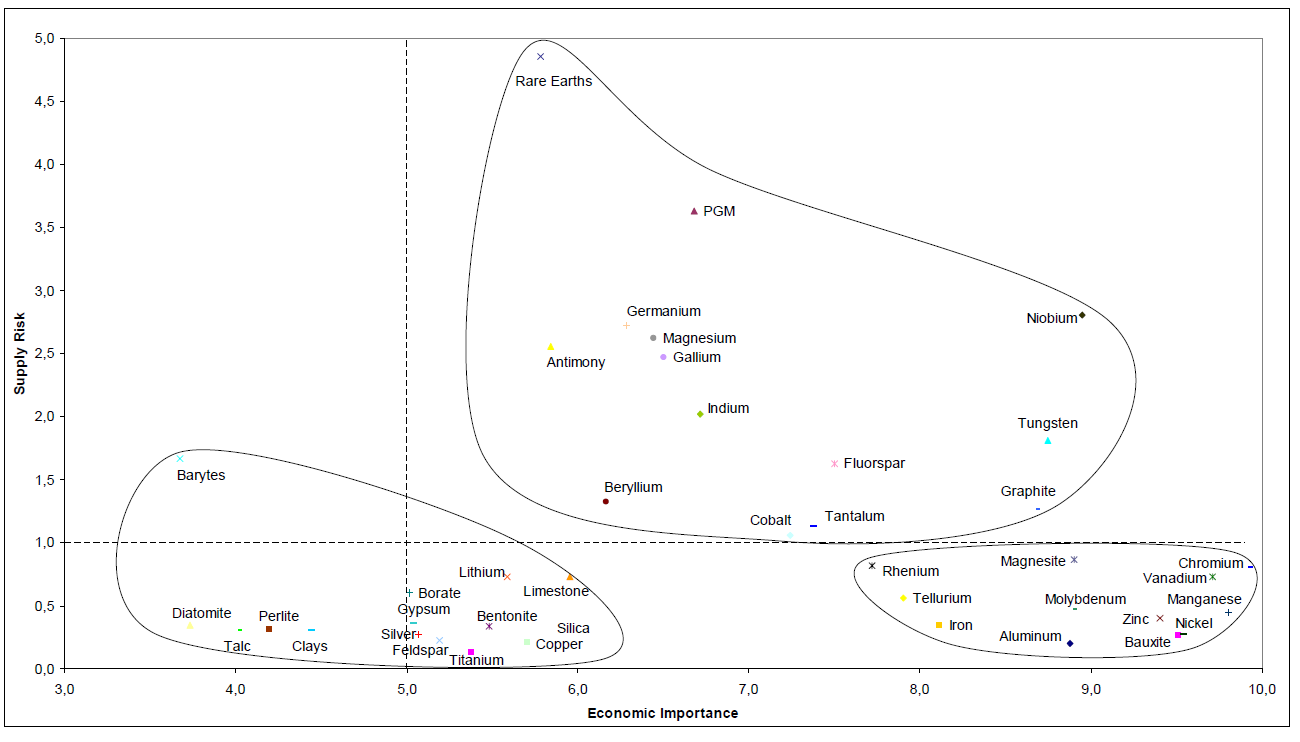 5,0
Rare Earths
4,5
4,0
PGM
3,5
3,0
Germanium
Niobium
Magnesium
Gallium
Antimony
2,5
Indium
2,0
Tungsten
Fluorspar
Barytes
1,5
Beryllium
Graphite
Cobalt
Tantalum
1,0
Lithium
Limestone
Rhenium
Magnesite
Chromium
Vanadium
Borate
Gypsum
Tellurium
Molybdenum
Manganese
0,5
Diatomite
Perlite
Bentonite
Silica
Iron
Zinc
Nickel
Talc
Clays
Silver
Feldspar
Copper
Aluminum
Bauxite
Titanium
0,0
3,0 4,0 5,0 6,0 7,0 8,0 9,0 10,0
Economic Importance
Supply Risk